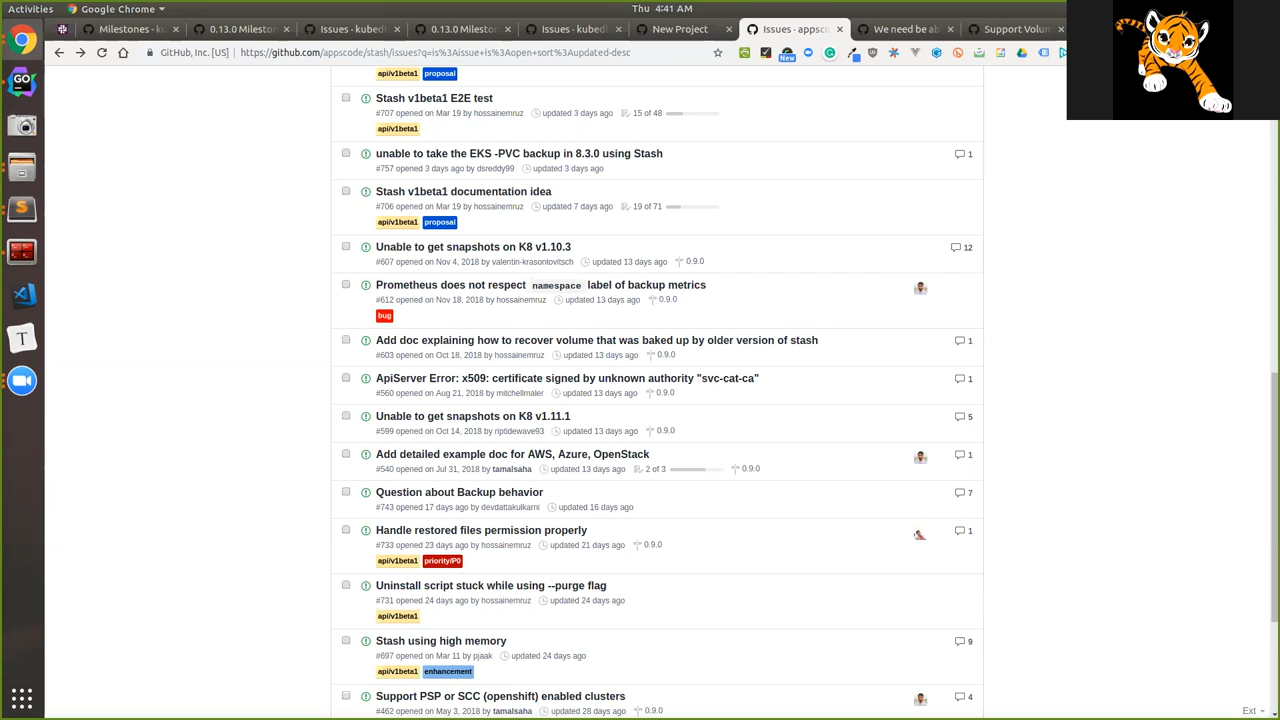 Activities Google Chrome Thu 4:41 AM
Milestones - ku 0.13.0 Milesto Issues · kubedb 0.13.0 Milesto Issues · kubedb New Project Issues · appsco We need be ab Support Volun
GitHub, Inc. [US] https://github.com/appscode/stash/issues?q=is%3Aissue+is%3Aopen+sort%3Aupdated-desc
New
api/v1beta1 proposal
Stash v1beta1 E2E test
#707 opened on Mar 19 by hossainemruz updated 3 days ago 15 of 48
api/v1beta1
unable to take the EKS -PVC backup in 8.3.0 using Stash 1
#757 opened 3 days ago by dsreddy99 updated 3 days ago
Stash v1beta1 documentation idea
#706 opened on Mar 19 by hossainemruz updated 7 days ago 19 of 71
api/v1beta1 proposal
Unable to get snapshots on K8 v1.10.3 12
#607 opened on Nov 4, 2018 by valentin-krasontovitsch updated 13 days ago 0.9.0
Prometheus does not respect namespace label of backup metrics
#612 opened on Nov 18, 2018 by hossainemruz updated 13 days ago 0.9.0
bug
Add doc explaining how to recover volume that was baked up by older version of stash 1
#603 opened on Oct 18, 2018 by hossainemruz updated 13 days ago 0.9.0
ApiServer Error: x509: certificate signed by unknown authority "svc-cat-ca" 1
#560 opened on Aug 21, 2018 by mitchellmaler updated 13 days ago 0.9.0
Unable to get snapshots on K8 v1.11.1 5
#599 opened on Oct 14, 2018 by riptidewave93 updated 13 days ago 0.9.0
Add detailed example doc for AWS, Azure, OpenStack 1
#540 opened on Jul 31, 2018 by tamalsaha updated 13 days ago 2 of 3 0.9.0
Question about Backup behavior 7
#743 opened 17 days ago by devdattakulkarni updated 16 days ago
Handle restored files permission properly 1
#733 opened 23 days ago by hossainemruz updated 21 days ago 0.9.0
api/v1beta1 priority/P0
Uninstall script stuck while using --purge flag
#731 opened 24 days ago by hossainemruz updated 24 days ago
api/v1beta1
Stash using high memory 9
#697 opened on Mar 11 by pjaak updated 24 days ago
api/v1beta1 enhancement
Support PSP or SCC (openshift) enabled clusters 4
#462 opened on May 3, 2018 by tamalsaha updated 28 days ago 0.9.0
Ext